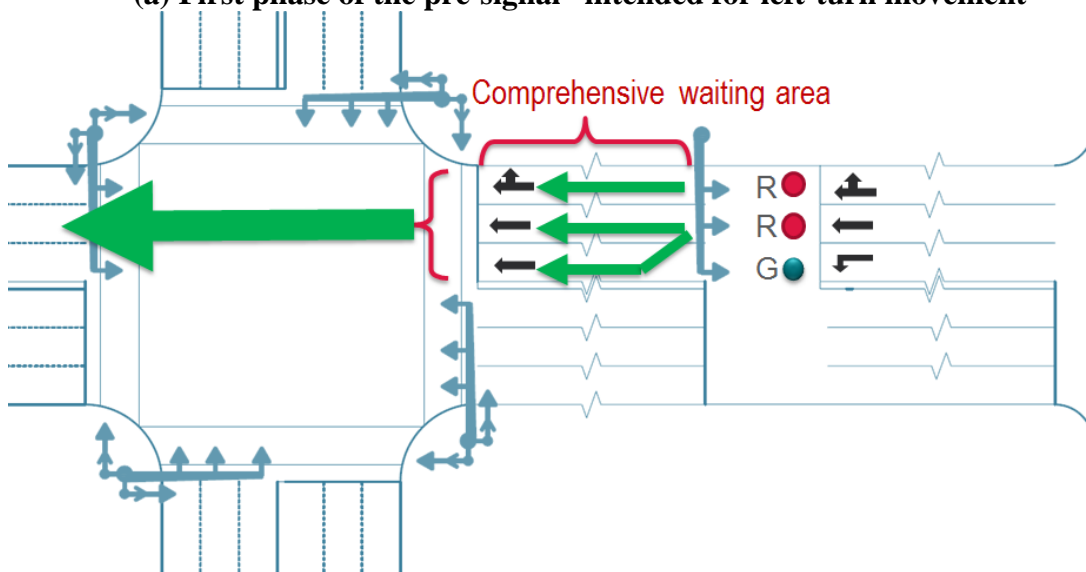 (a) First phase of the pre-signal intended for left-turn movement
Comprehensive waiting area
R
R
G